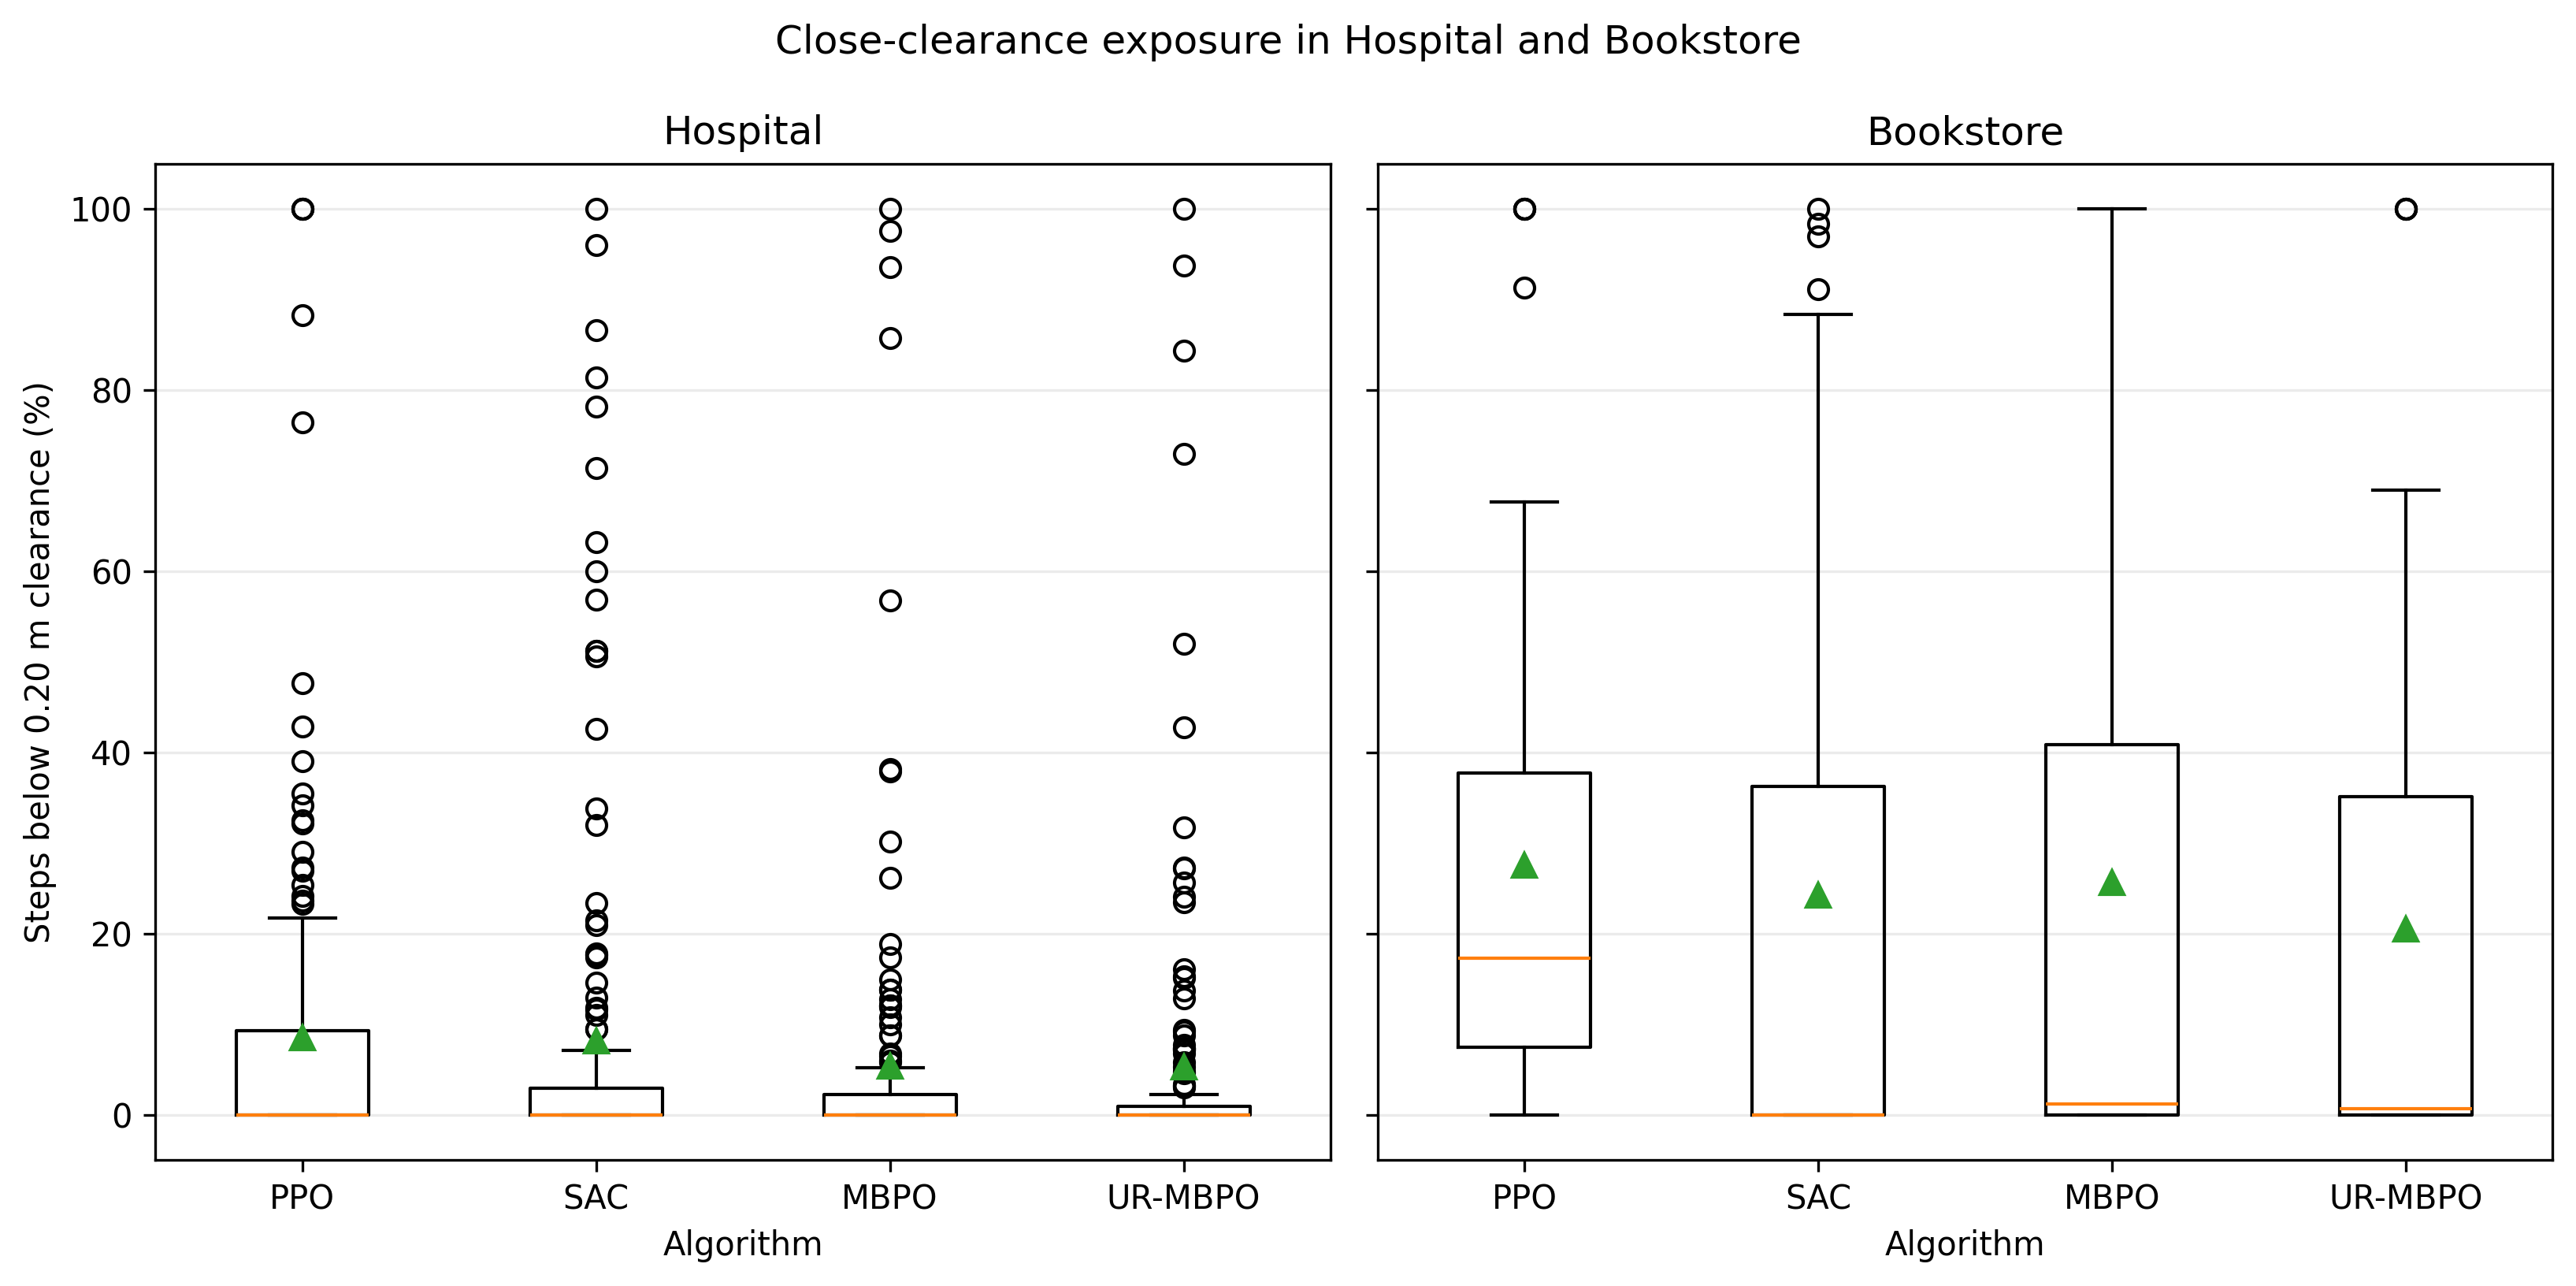 Close-clearance exposure in Hospital and Bookstore
Hospital
Bookstore
Steps below 0.20 m clearance (%)
100
80
60
40
20
0
PPO SAC MBPO UR-MBPO
Algorithm
PPO SAC MBPO UR-MBPO
Algorithm